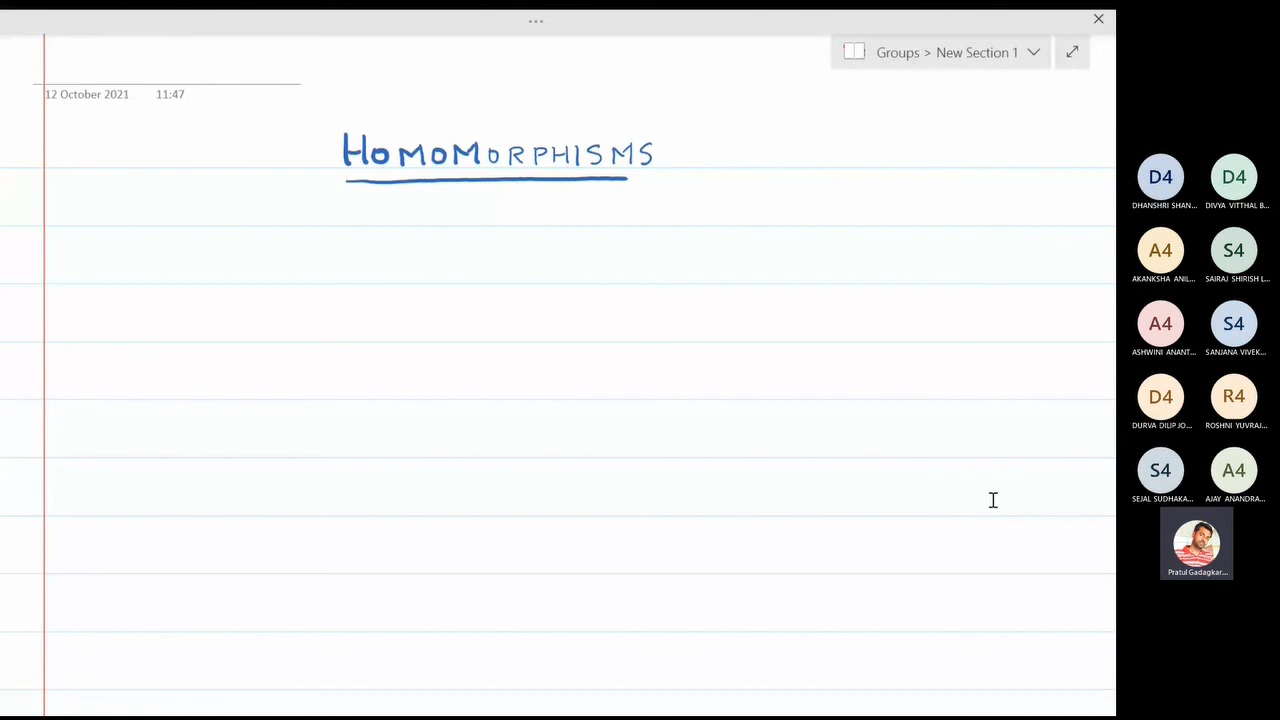 Groups > New Section 1
12 October 2021 11:47
HOMOMORPHISMS
D4 D4
DHANSHRI SHAN... DIVYA VITTHAL B...
A4 S4
AKANKSHA ANIL... SAIRAJ SHIRISH L...
A4 S4
ASHWINI ANANT... SANJANA VIVEK...
D4 R4
DURVA DILIP JO... ROSHNI YUVRAJ...
S4 A4
SEJAL SUDHAKA... AJAY ANANDRA...
Pratul Gadagkar...